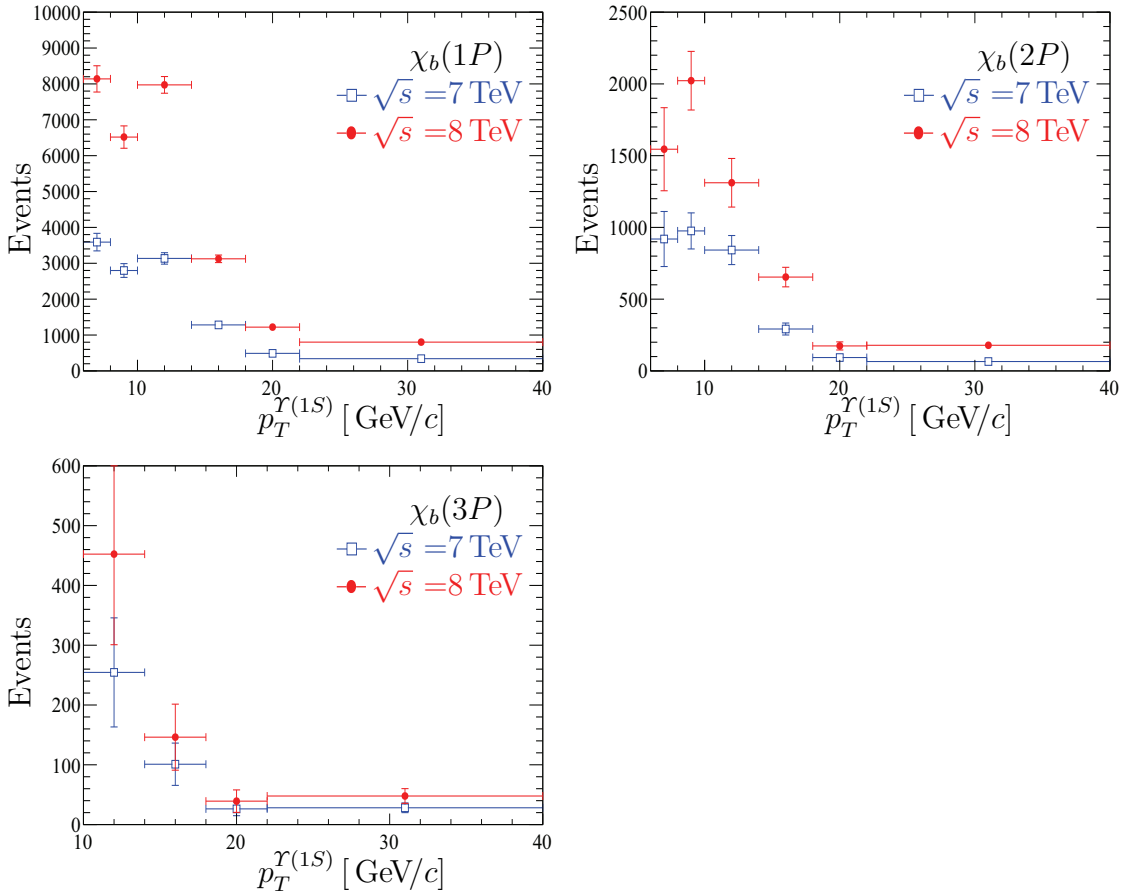 10000
9000
8000
7000
6000
5000
4000
3000
2000
1000
0
Events
χ_b(1P)
√s =7 TeV
√s =8 TeV
10 20 30 40
p_T^{ϒ(1S)} [GeV/c]
2500
2000
1500
1000
500
0
Events
χ_b(2P)
√s =7 TeV
√s =8 TeV
10 20 30 40
p_T^{ϒ(1S)} [GeV/c]
600
500
400
300
200
100
0
Events
χ_b(3P)
√s =7 TeV
√s =8 TeV
10 20 30 40
p_T^{ϒ(1S)} [GeV/c]